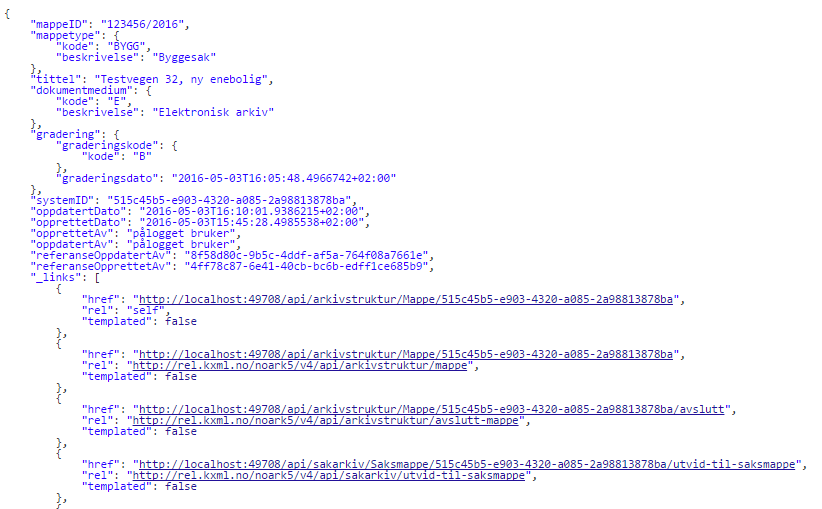 {
    "mappeID": "123456/2016",
    "mappetype": {
        "kode": "BYGG",
        "beskrivelse": "Byggesak"
    },
    "tittel": "Testvegen 32, ny enebolig",
    "dokumentmedium": {
        "kode": "E",
        "beskrivelse": "Elektronisk arkiv"
    },
    "gradering": {
        "graderingskode": {
            "kode": "B"
        },
        "graderingsdato": "2016-05-03T16:05:48.4966742+02:00"
    },
    "systemID": "515c45b5-e903-4320-a085-2a98813878ba",
    "oppdatertDato": "2016-05-03T16:10:01.9386215+02:00",
    "opprettetDato": "2016-05-03T15:45:28.4985538+02:00",
    "opprettetAv": "pålogget bruker",
    "oppdatertAv": "pålogget bruker",
    "referanseOppdatertAv": "8f58d80c-9b5c-4ddf-af5a-764f08a7661e",
    "referanseOpprettetAv": "4ff78c87-6e41-40cb-bc6b-edff1ce685b9",
    "_links": [
        {
            "href": "http://localhost:49708/api/arkivstruktur/Mappe/515c45b5-e903-4320-a085-2a98813878ba",
            "rel": "self",
            "templated": false
        },
        {
            "href": "http://localhost:49708/api/arkivstruktur/Mappe/515c45b5-e903-4320-a085-2a98813878ba",
            "rel": "http://rel.kxml.no/noark5/v4/api/arkivstruktur/mappe",
            "templated": false
        },
        {
            "href": "http://localhost:49708/api/arkivstruktur/Mappe/515c45b5-e903-4320-a085-2a98813878ba/avslutt",
            "rel": "http://rel.kxml.no/noark5/v4/api/arkivstruktur/avslutt-mappe",
            "templated": false
        },
        {
            "href": "http://localhost:49708/api/sakarkiv/Saksmappe/515c45b5-e903-4320-a085-2a98813878ba/utvid-til-saksmappe",
            "rel": "http://rel.kxml.no/noark5/v4/api/sakarkiv/utvid-til-saksmappe",
            "templated": false
        },
        {